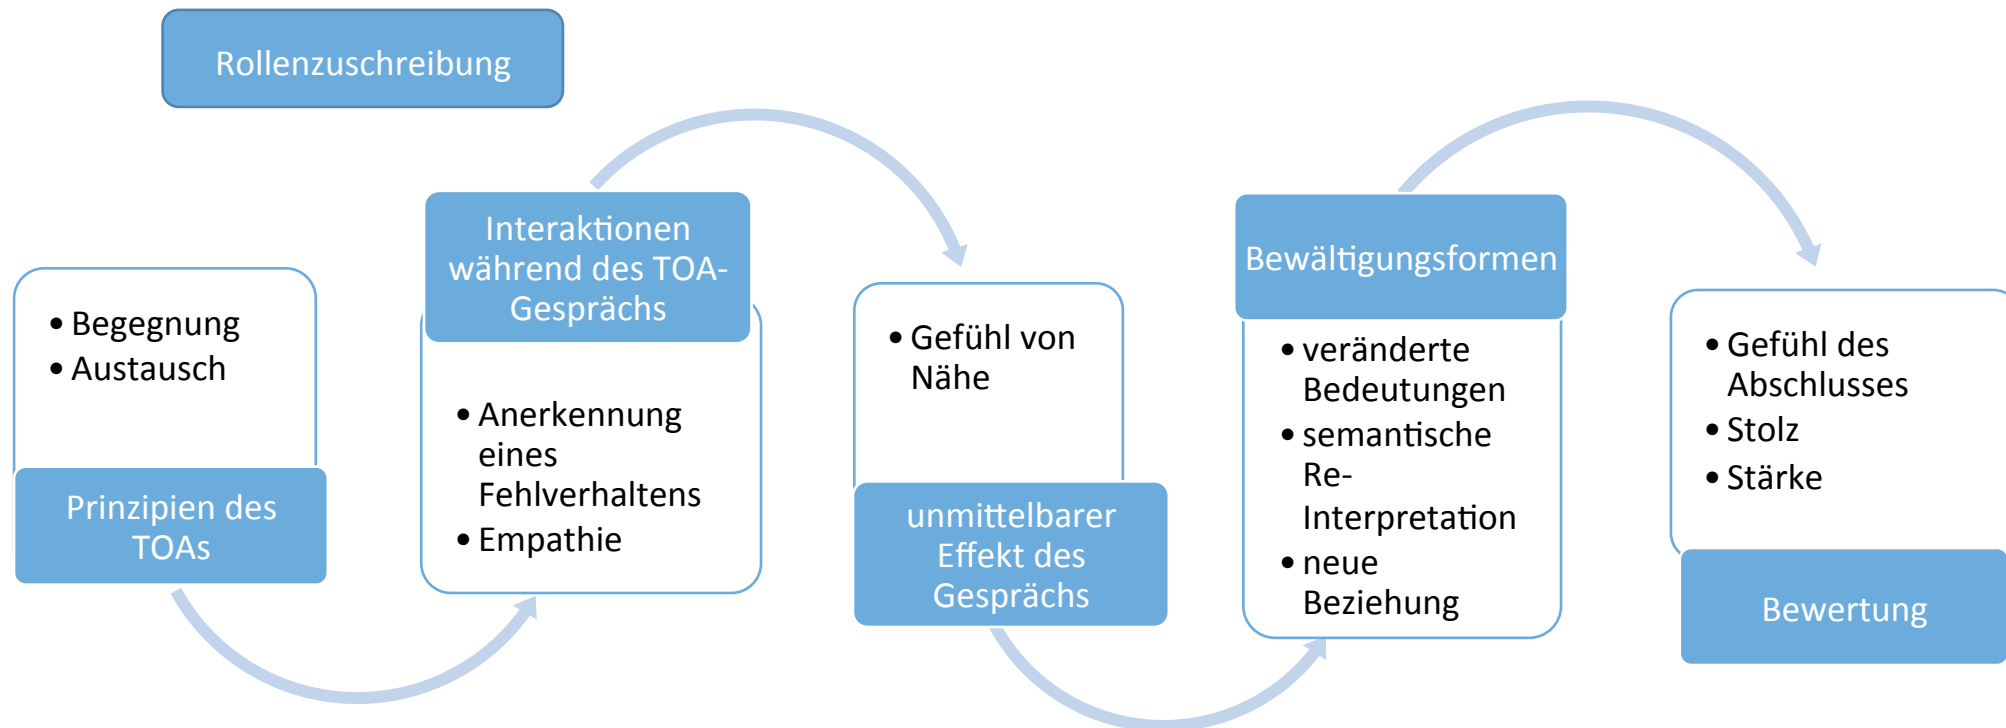 Rollenzuschreibung
• Begegnung
• Austausch
Prinzipien des
TOAs
Interaktionen
während des TOA-
Gesprächs
• Anerkennung
eines
Fehlverhaltens
• Empathie
• Gefühl von
Nähe
unmittelbarer
Effekt des
Gesprächs
Bewältigungsformen
• veränderte
Bedeutungen
• semantische
Re-
Interpretation
• neue
Beziehung
• Gefühl des
Abschlusses
• Stolz
• Stärke
Bewertung